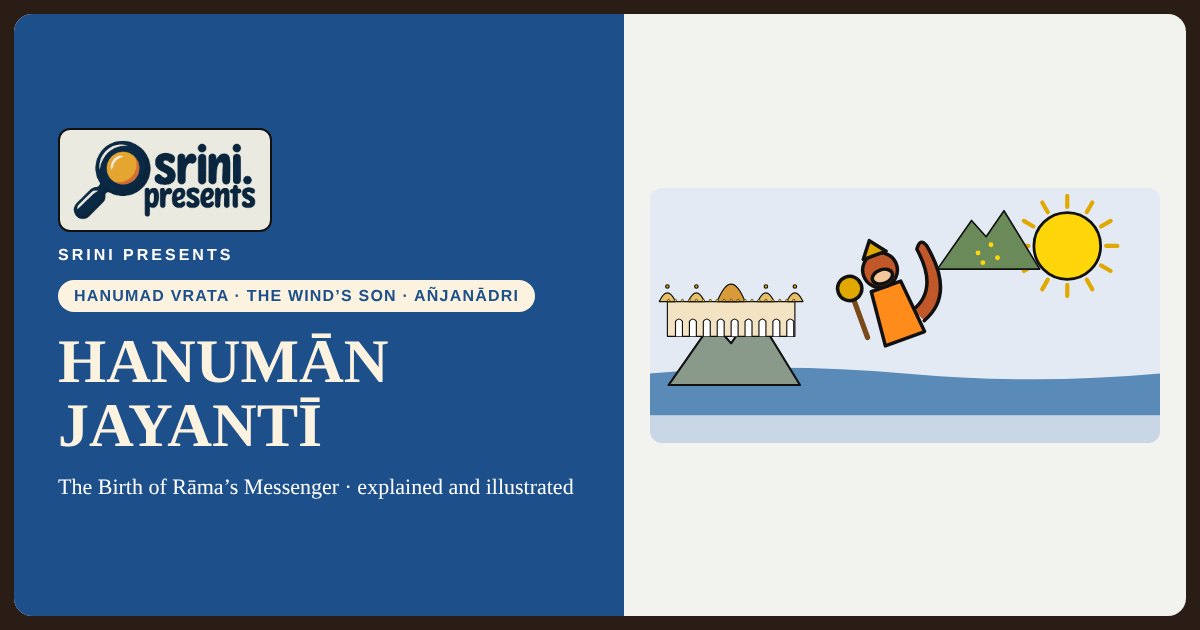 srini.
presents
SRINI PRESENTS
HANUMAD VRATA · THE WIND’S SON · AÑJANĀDRI
HANUMĀN
JAYANTĪ
The Birth of Rāma’s Messenger · explained and illustrated